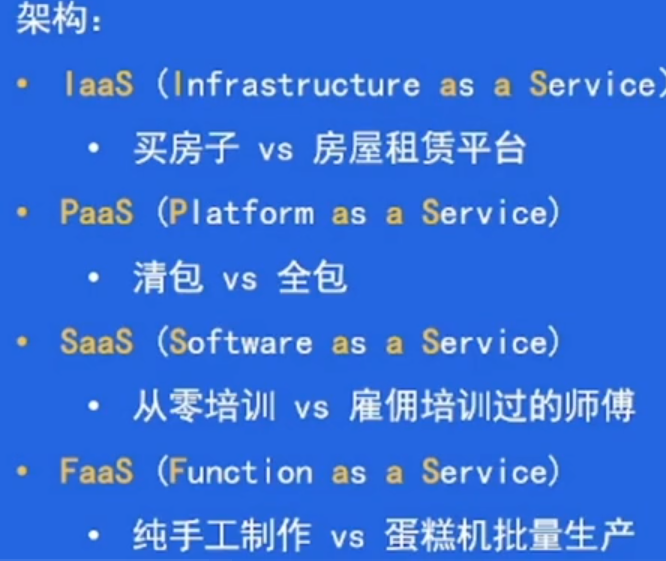 架构:
• IaaS (Infrastructure as a Service)
• 买房子 vs 房屋租赁平台
• PaaS (Platform as a Service)
• 清包 vs 全包
• SaaS (Software as a Service)
• 从零培训 vs 雇佣培训过的师傅
• FaaS (Function as a Service)
• 纯手工制作 vs 蛋糕机批量生产